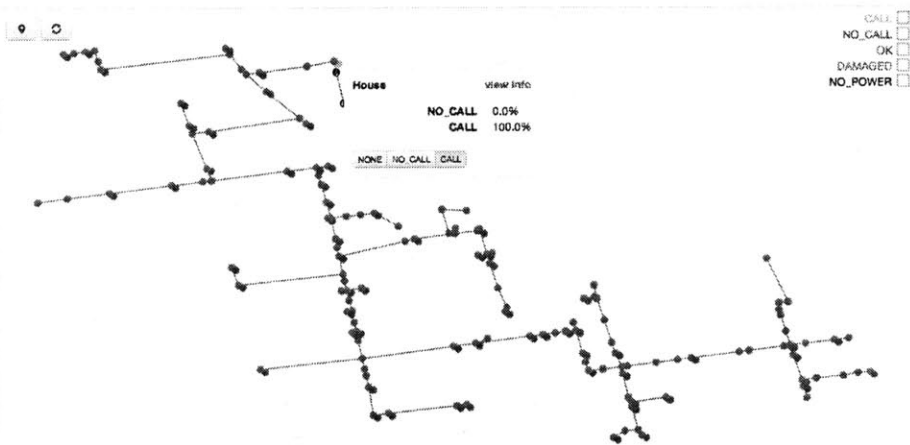 CALL
NO_CALL
OK
DAMAGED
NO_POWER
House View Info
NO_CALL 0.0%
CALL 100.0%
NONE NO_CALL CALL